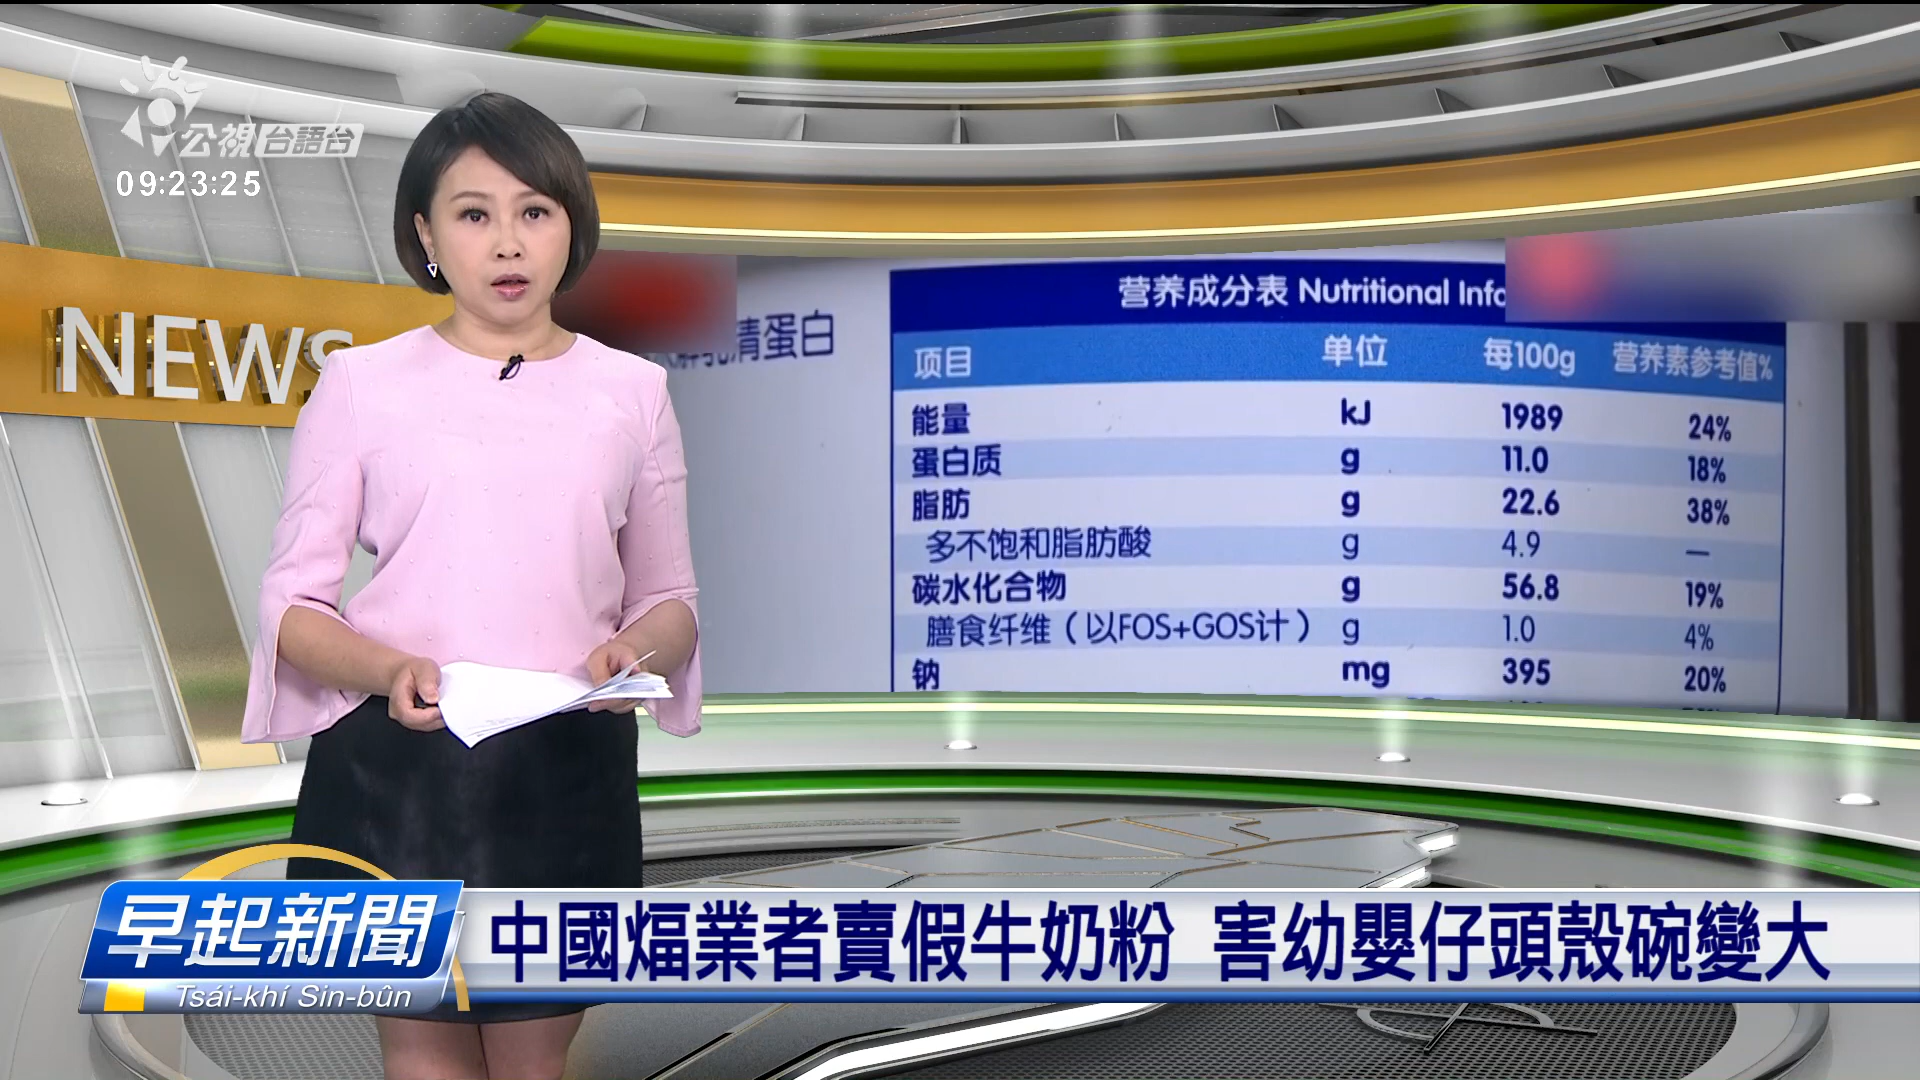 公視台語台
09:23:25
NEWS
清蛋白
营养成分表 Nutritional Info
项目 单位 每100g 营养素参考值%
能量 kJ 1989 24%
蛋白质 g 11.0 18%
脂肪 g 22.6 38%
多不饱和脂肪酸 g 4.9 —
碳水化合物 g 56.8 19%
膳食纤维（以FOS+GOS计） g 1.0 4%
钠 mg 395 20%
早起新聞
Tsái-khí Sin-bûn
中國煏業者賣假牛奶粉 害幼嬰仔頭殼碗變大